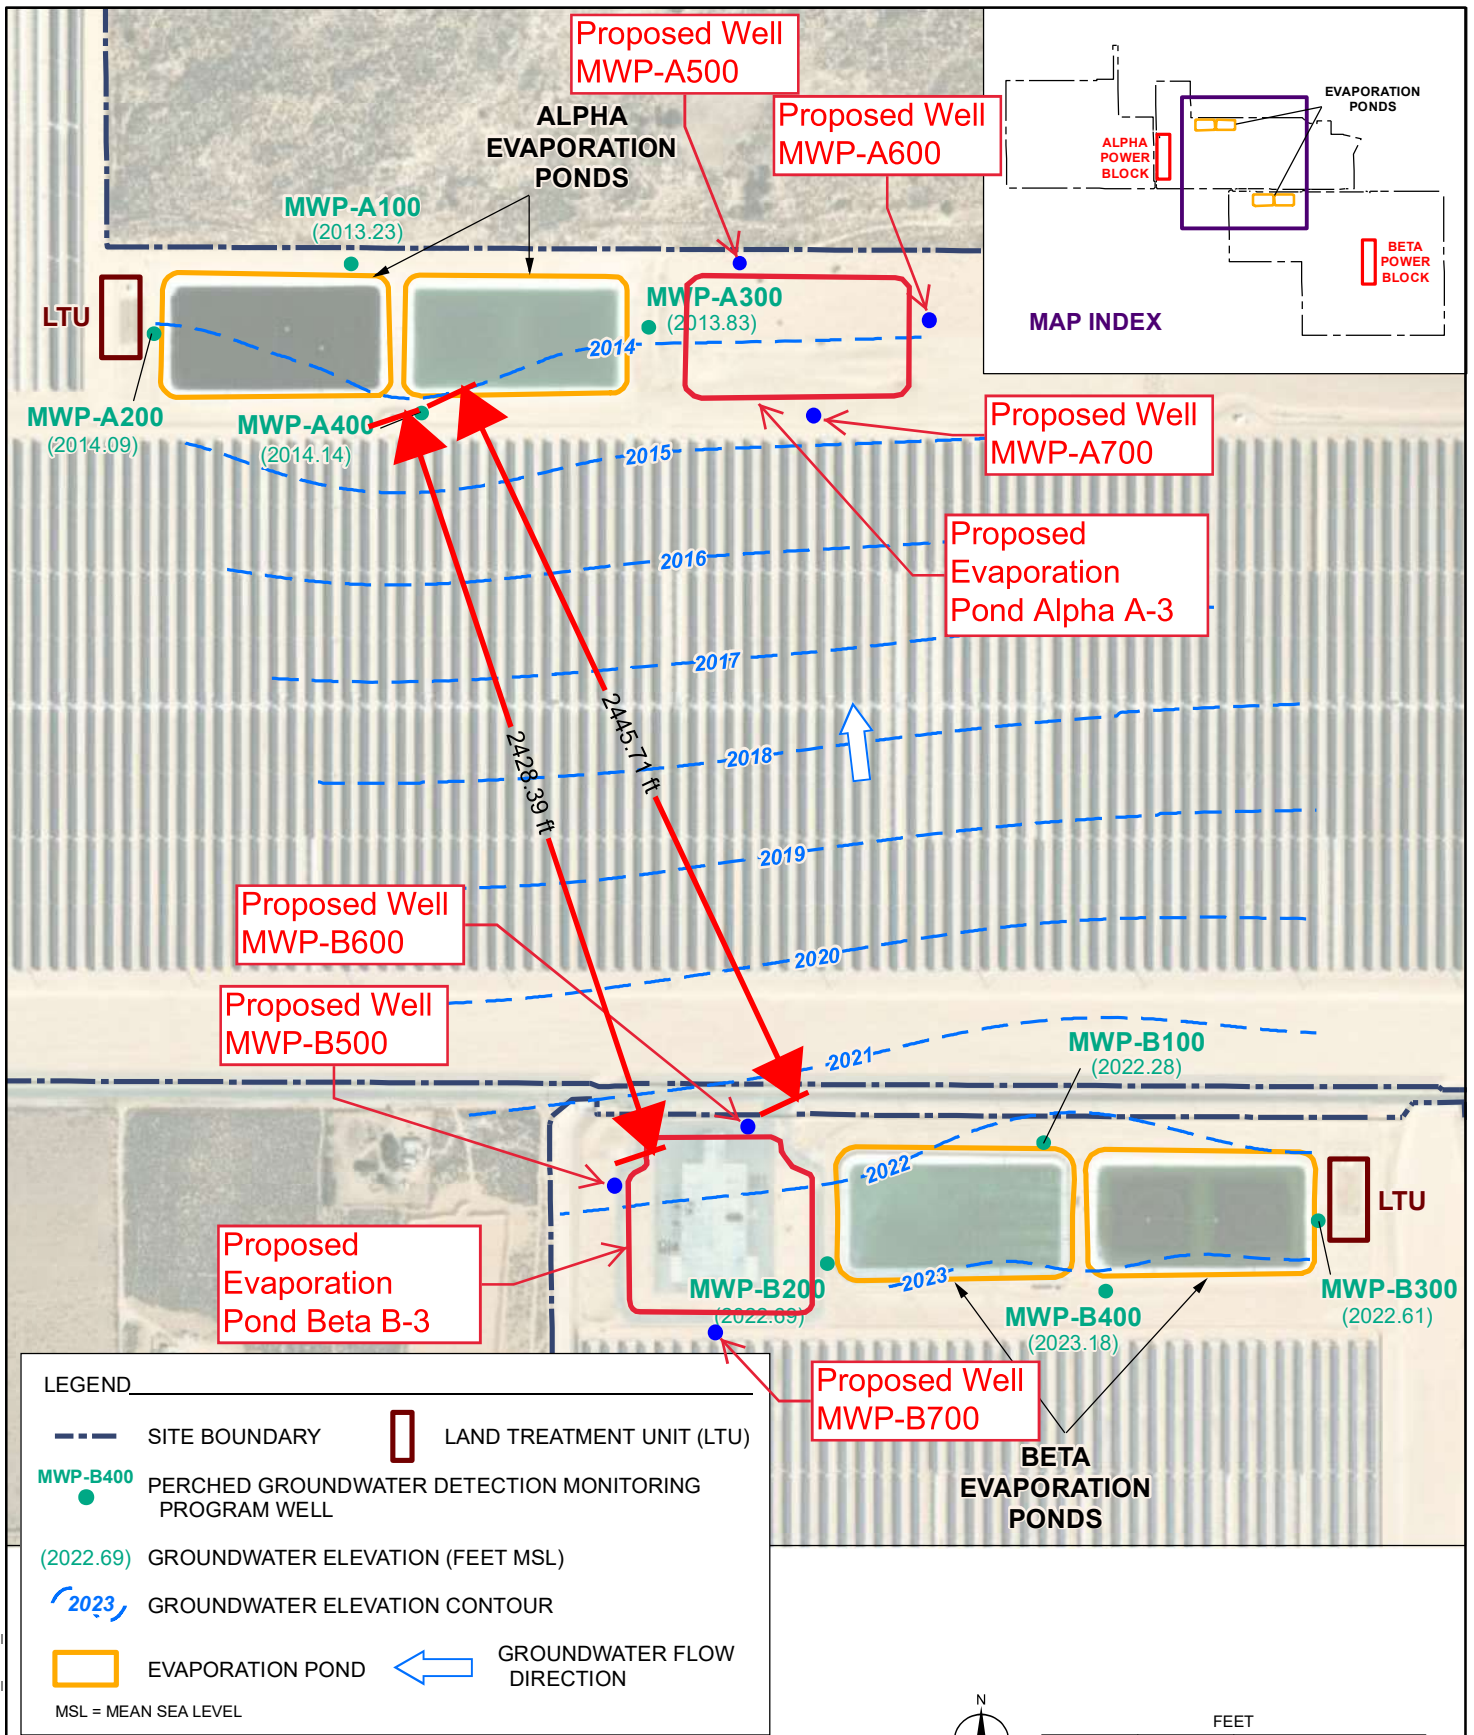 Proposed Well
MWP-A500
Proposed Well
MWP-A600
ALPHA
EVAPORATION
PONDS
EVAPORATION
PONDS
ALPHA
POWER
BLOCK
BETA
POWER
BLOCK
MAP INDEX
MWP-A100
(2013.23)
LTU
MWP-A300
(2013.83)
2014
MWP-A200
(2014.09)
MWP-A400
(2014.14)
Proposed Well
MWP-A700
2015
2016
Proposed
Evaporation
Pond Alpha A-3
2017
2018
2428.39 ft
2445.71 ft
2019
2020
Proposed Well
MWP-B600
Proposed Well
MWP-B500
2021
MWP-B100
(2022.28)
2022
LTU
Proposed
Evaporation
Pond Beta B-3
MWP-B200
(2022.69)
2023
MWP-B400
(2023.18)
MWP-B300
(2022.61)
Proposed Well
MWP-B700
BETA
EVAPORATION
PONDS
LEGEND
SITE BOUNDARY
LAND TREATMENT UNIT (LTU)
MWP-B400
PERCHED GROUNDWATER DETECTION MONITORING
PROGRAM WELL
(2022.69) GROUNDWATER ELEVATION (FEET MSL)
2023 GROUNDWATER ELEVATION CONTOUR
EVAPORATION POND
GROUNDWATER FLOW
DIRECTION
MSL = MEAN SEA LEVEL
N
FEET